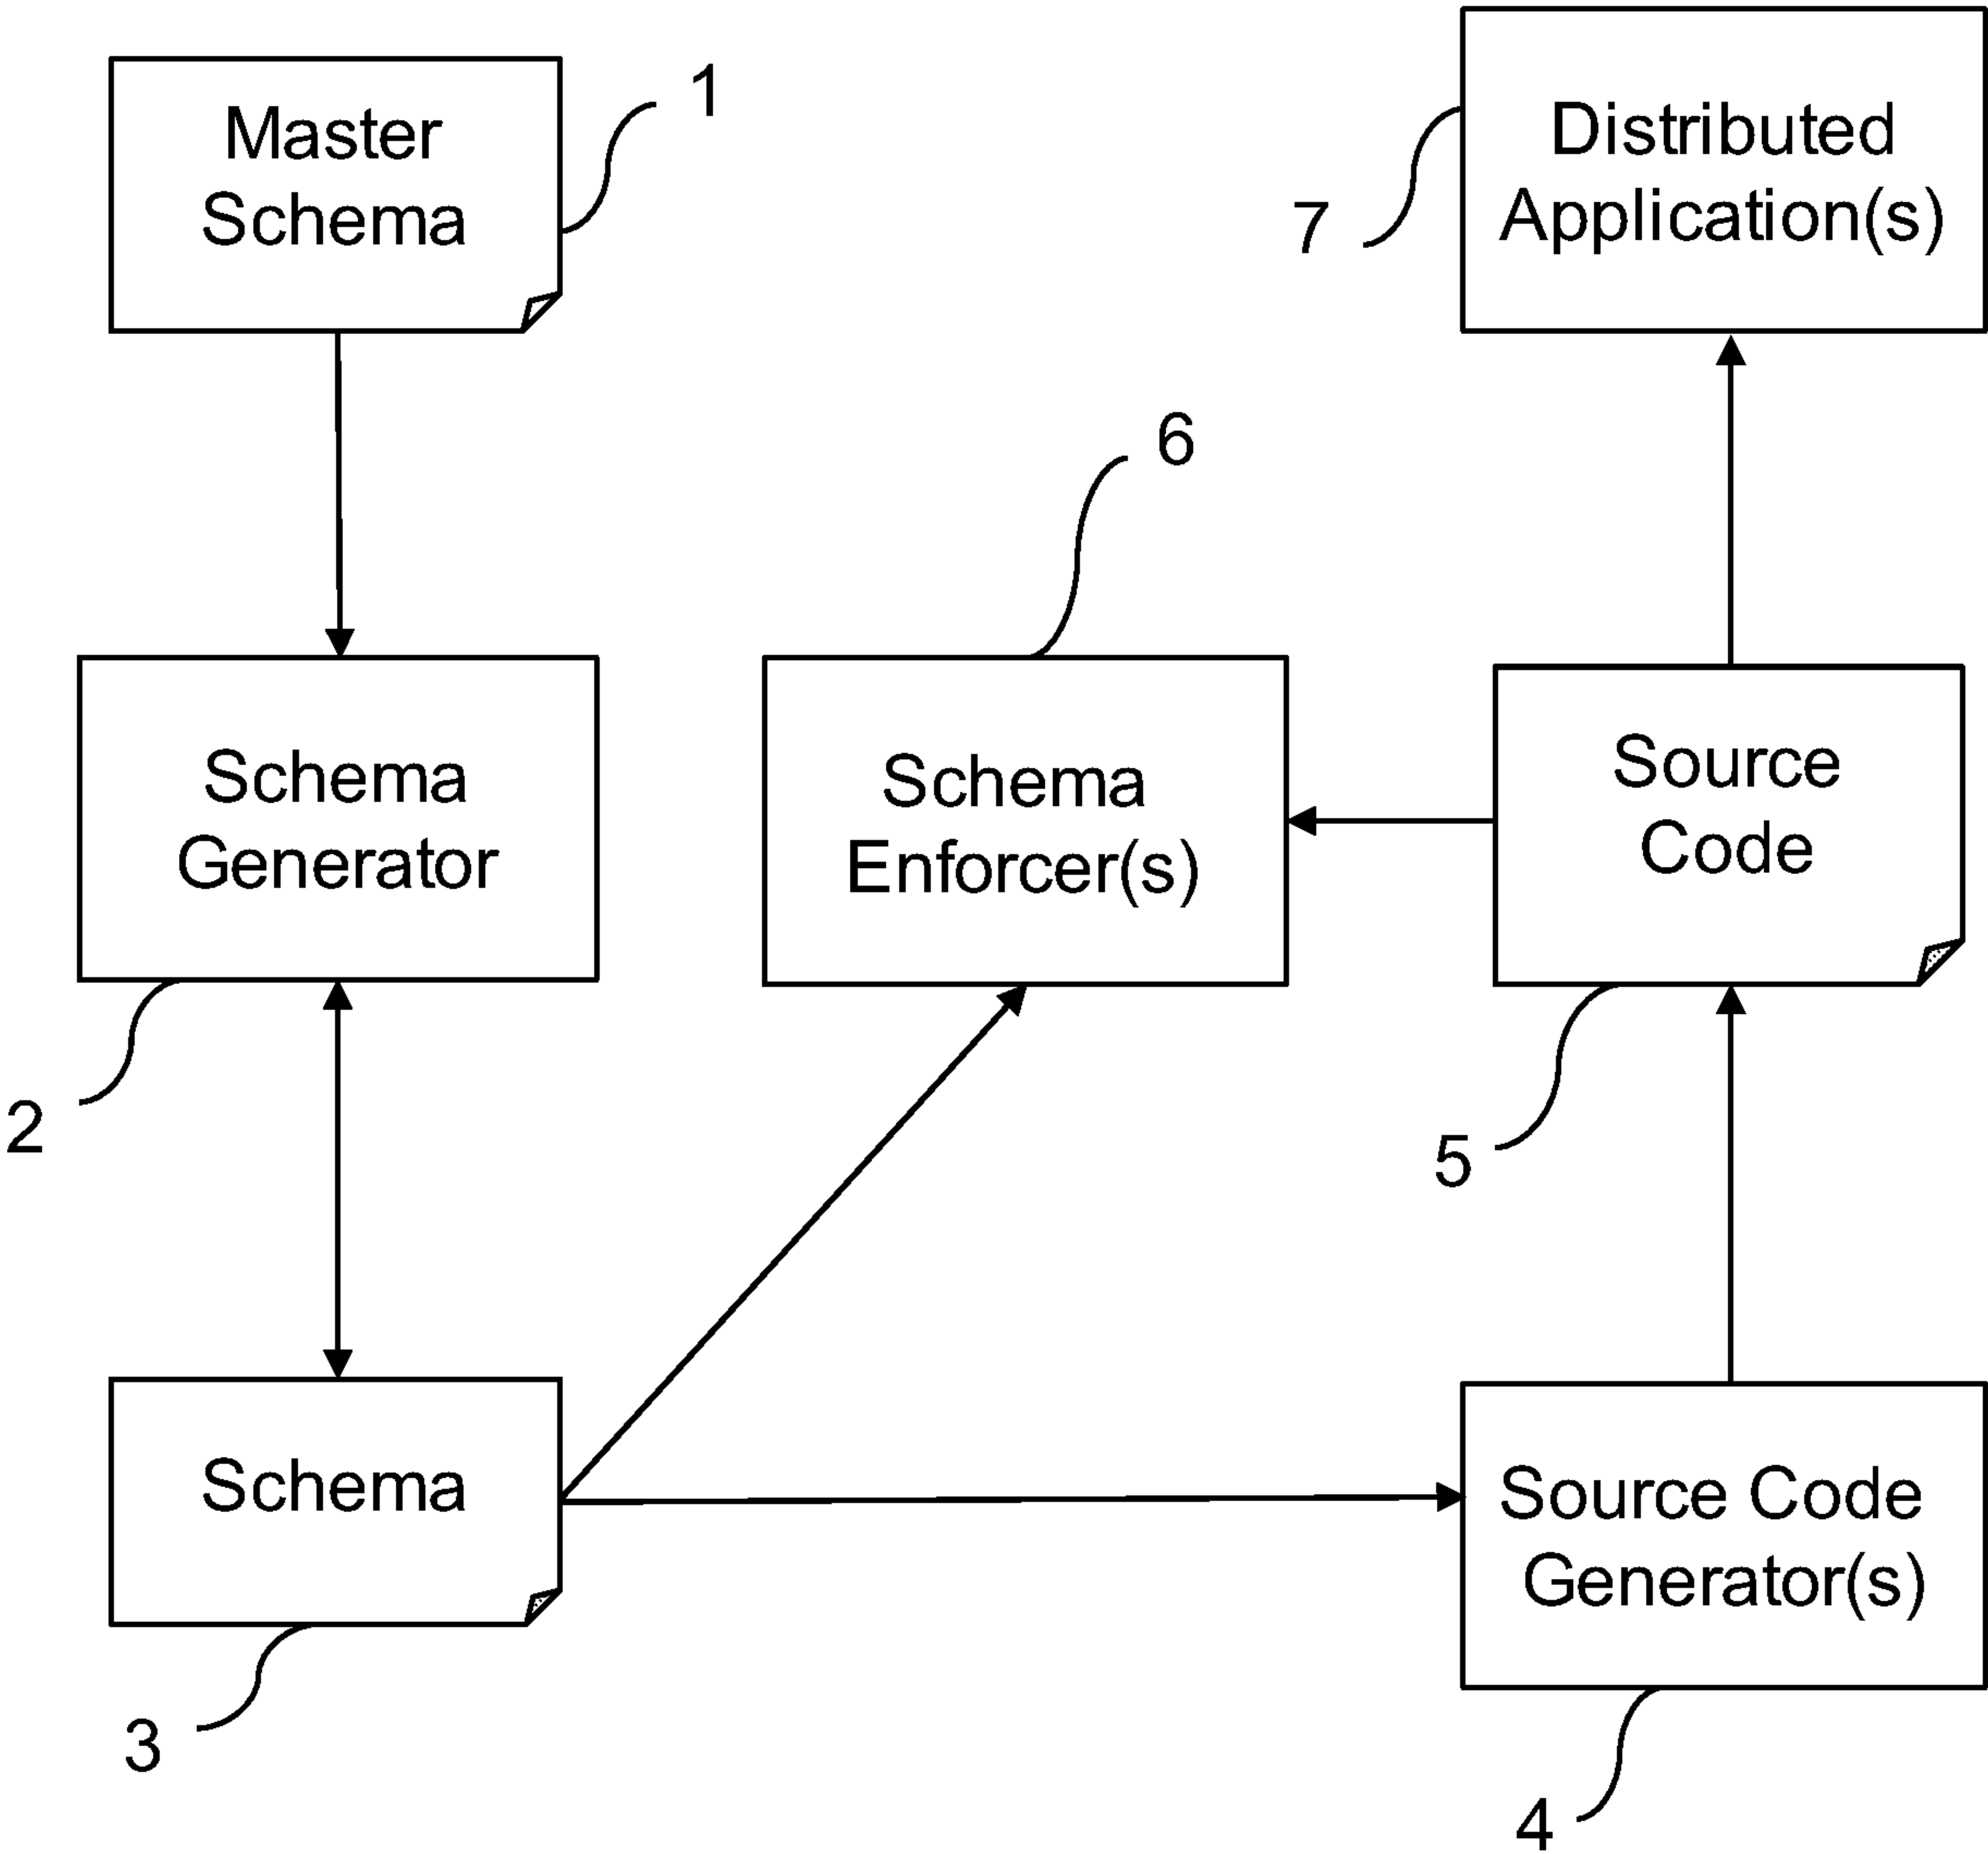 Master
Schema
1
Distributed
Application(s)
7
6
Schema
Generator
2
Schema
Enforcer(s)
Source
Code
5
Schema
3
Source Code
Generator(s)
4